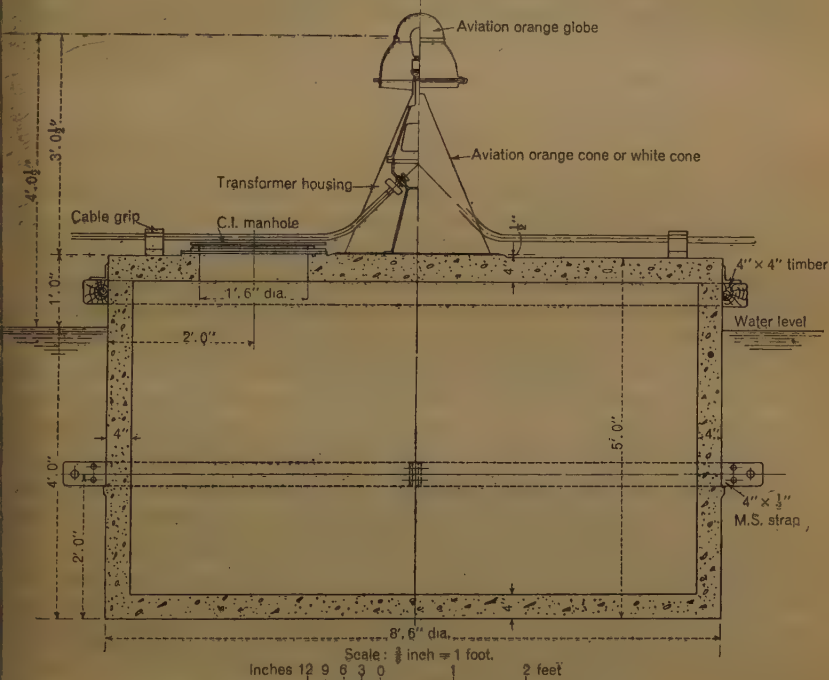 Aviation orange globe
4'. 0½"
3'. 0½"
Aviation orange cone or white cone
Transformer housing
Cable grip
C.I. manhole
½"
4"
4" × 4" timber
1'. 0"
1'. 6" dia.
Water level
2'. 0"
4"
5'. 0"
4"
4'. 0"
4" × ½"
M.S. strap
2'. 0"
4"
8'. 6" dia.
Scale: ⅜ inch = 1 foot.
Inches 12 9 6 3 0 1 2 feet